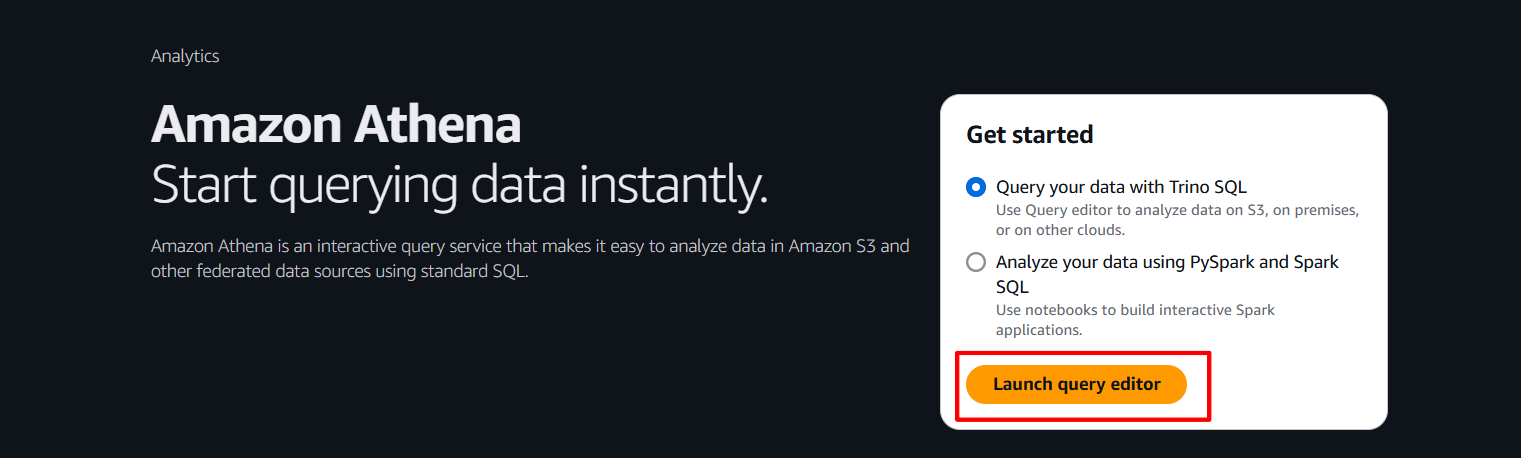 Analytics
Amazon Athena
Start querying data instantly.
Amazon Athena is an interactive query service that makes it easy to analyze data in Amazon S3 and
other federated data sources using standard SQL.
Get started
Query your data with Trino SQL
Use Query editor to analyze data on S3, on premises,
or on other clouds.
Analyze your data using PySpark and Spark
SQL
Use notebooks to build interactive Spark
applications.
Launch query editor